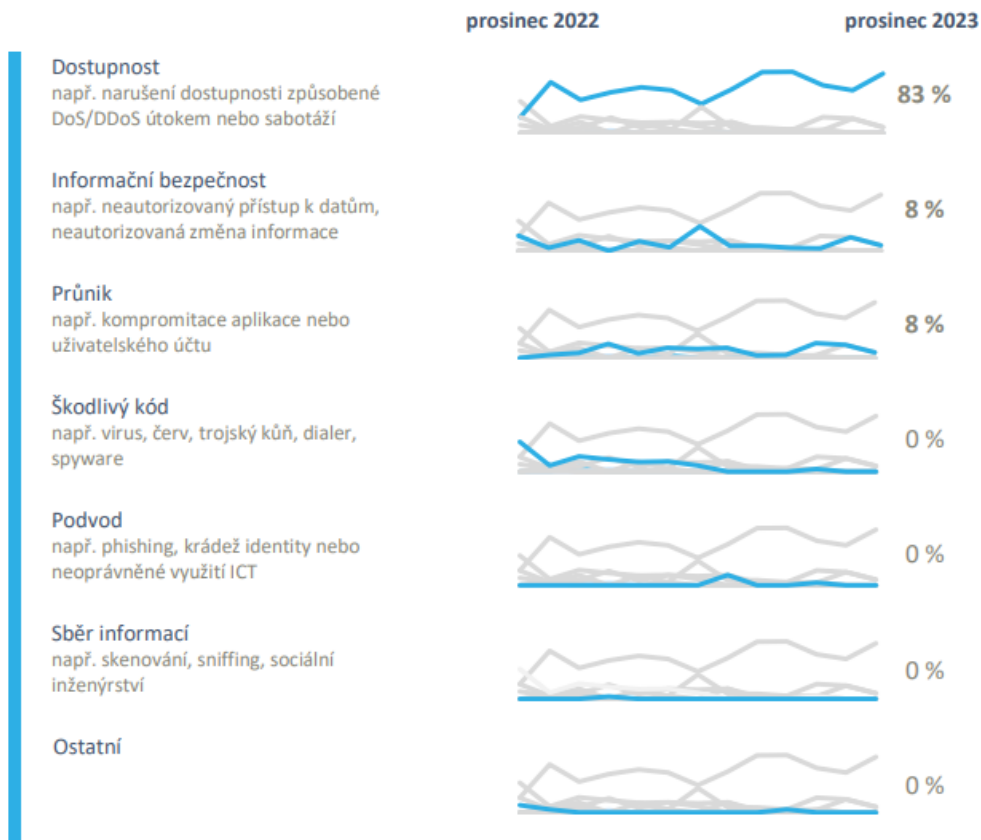 prosinec 2022
prosinec 2023
Dostupnost
např. narušení dostupnosti způsobené
DoS/DDoS útokem nebo sabotáží
83 %
Informační bezpečnost
např. neautorizovaný přístup k datům,
neautorizovaná změna informace
8 %
Průnik
např. kompromitace aplikace nebo
uživatelského účtu
8 %
Škodlivý kód
např. virus, červ, trojský kůň, dialer,
spyware
0 %
Podvod
např. phishing, krádež identity nebo
neoprávněné využití ICT
0 %
Sběr informací
např. skenování, sniffing, sociální
inženýrství
0 %
Ostatní
0 %